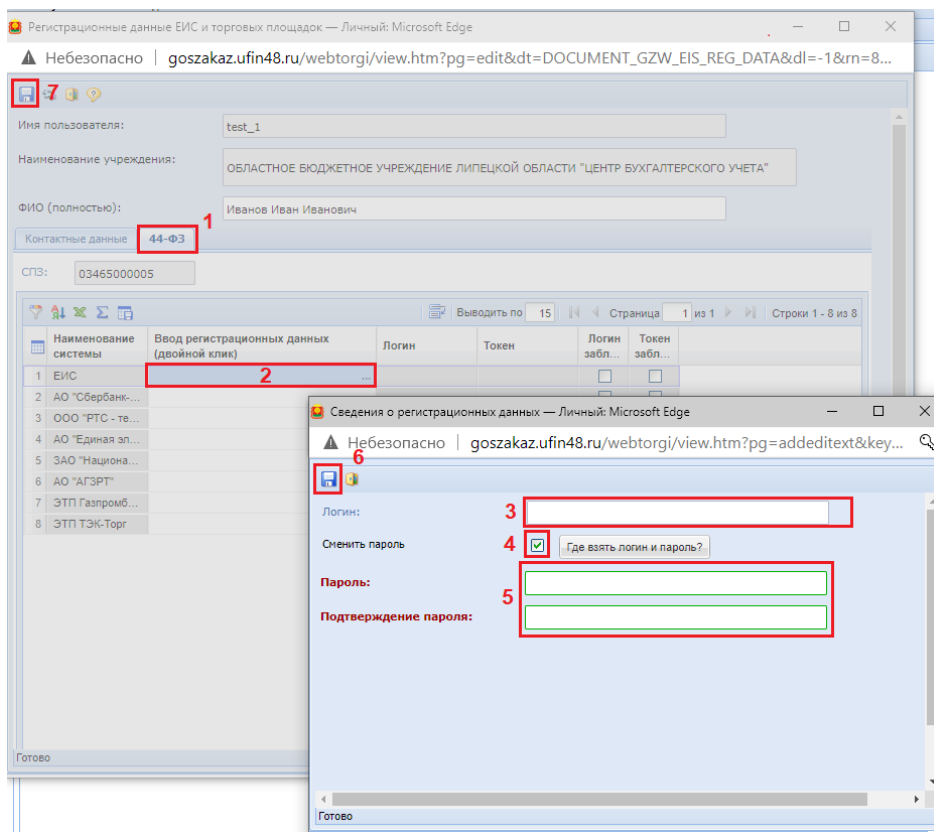 Регистрационные данные ЕИС и торговых площадок — Личный: Microsoft Edge
Небезопасно | goszakaz.ufin48.ru/webtorgi/view.htm?pg=edit&dt=DOCUMENT_GZW_EIS_REG_DATA&dl=-1&rn=8...
7
Имя пользователя: test_1
Наименование учреждения: ОБЛАСТНОЕ БЮДЖЕТНОЕ УЧРЕЖДЕНИЕ ЛИПЕЦКОЙ ОБЛАСТИ "ЦЕНТР БУХГАЛТЕРСКОГО УЧЕТА"
ФИО (полностью): Иванов Иван Иванович
1
Контактные данные 44-ФЗ
СПЗ: 03465000005
Выводить по 15 Страница 1 из 1 Строки 1 - 8 из 8
Наименование системы Ввод регистрационных данных (двойной клик) Логин Токен Логин забл... Токен забл...
1 ЕИС 2 ...
2 АО "Сбербанк-...
3 ООО "РТС - те...
4 АО "Единая эл...
5 ЗАО "Национа...
6 АО "АГЗРТ"
7 ЭТП Газпромб...
8 ЭТП ТЭК-Торг
Готово
Сведения о регистрационных данных — Личный: Microsoft Edge
Небезопасно | goszakaz.ufin48.ru/webtorgi/view.htm?pg=addeditext&key...
6
Логин: 3
Сменить пароль 4 Где взять логин и пароль?
Пароль:
5
Подтверждение пароля:
Готово